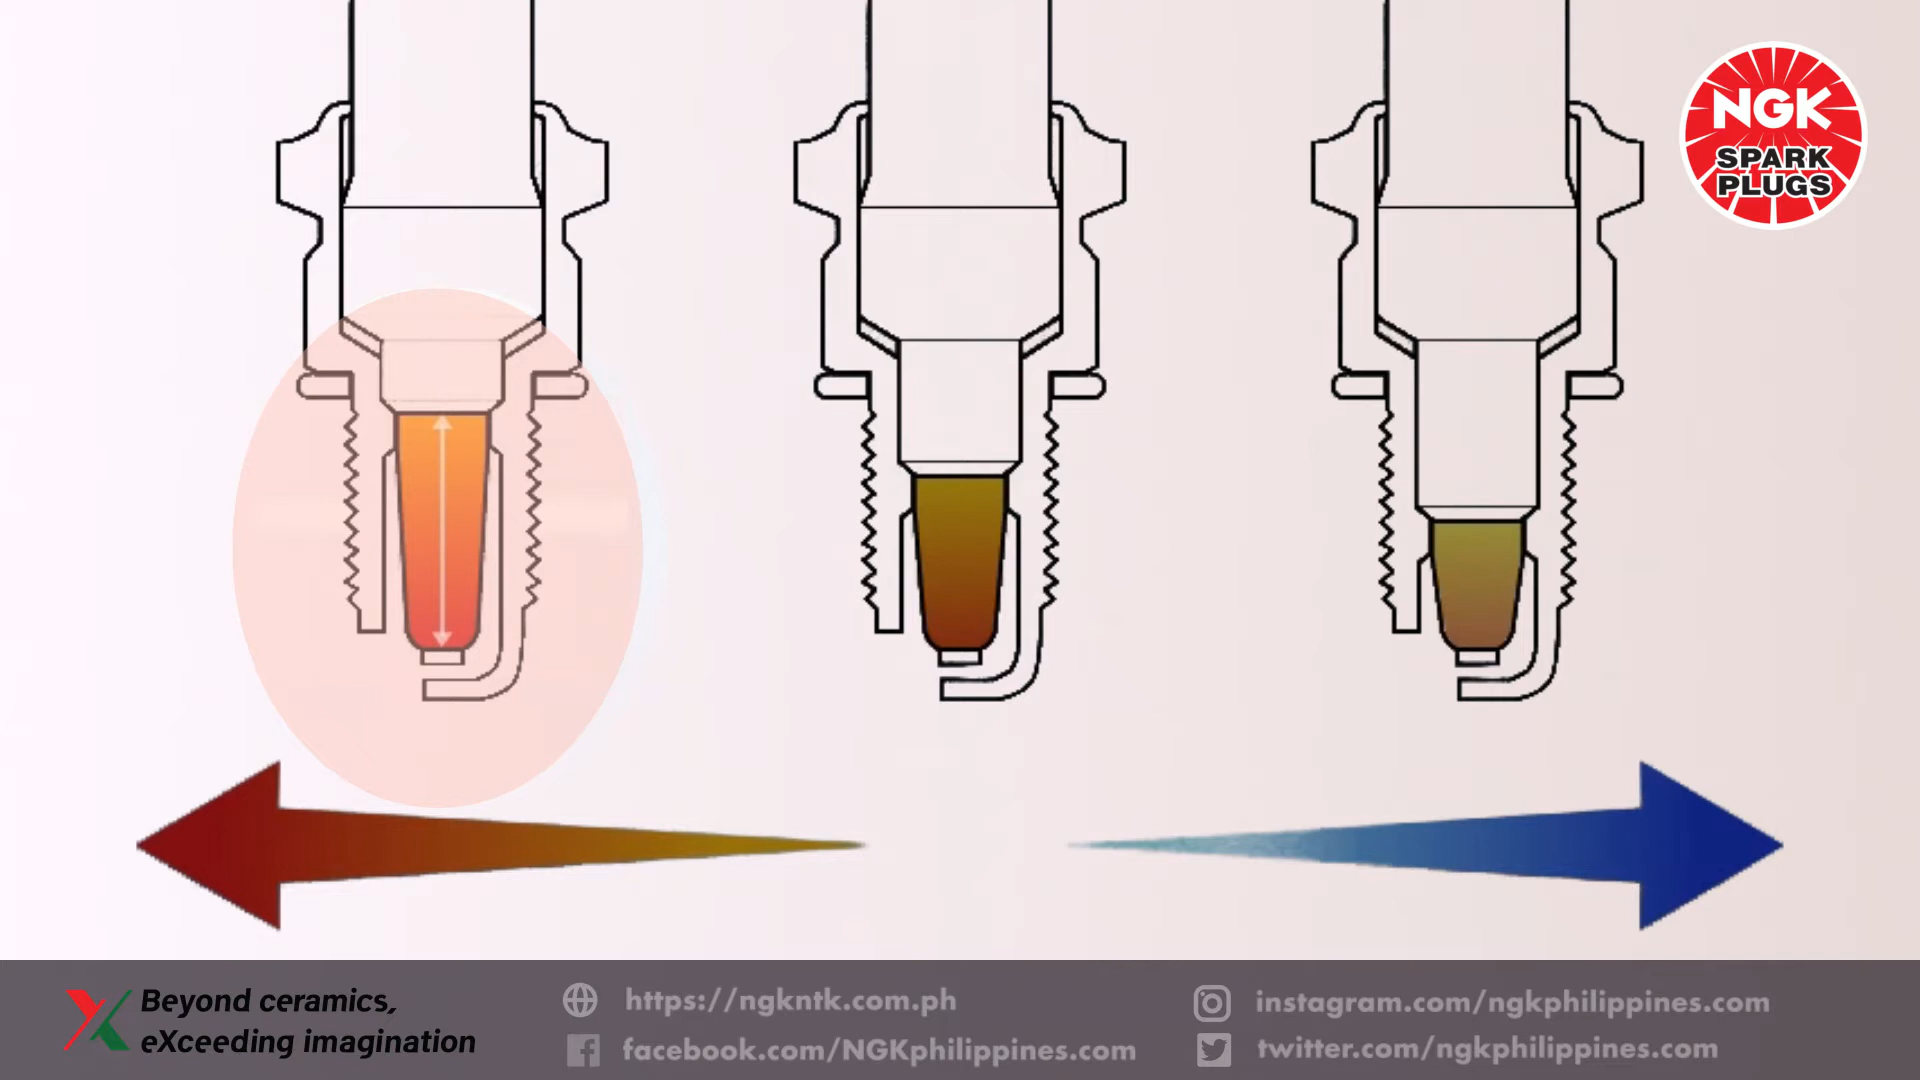 NGK
SPARK
PLUGS
Beyond ceramics,
eXceeding imagination
https://ngkntk.com.ph
facebook.com/NGKphilippines.com
instagram.com/ngkphilippines.com
twitter.com/ngkphilippines.com